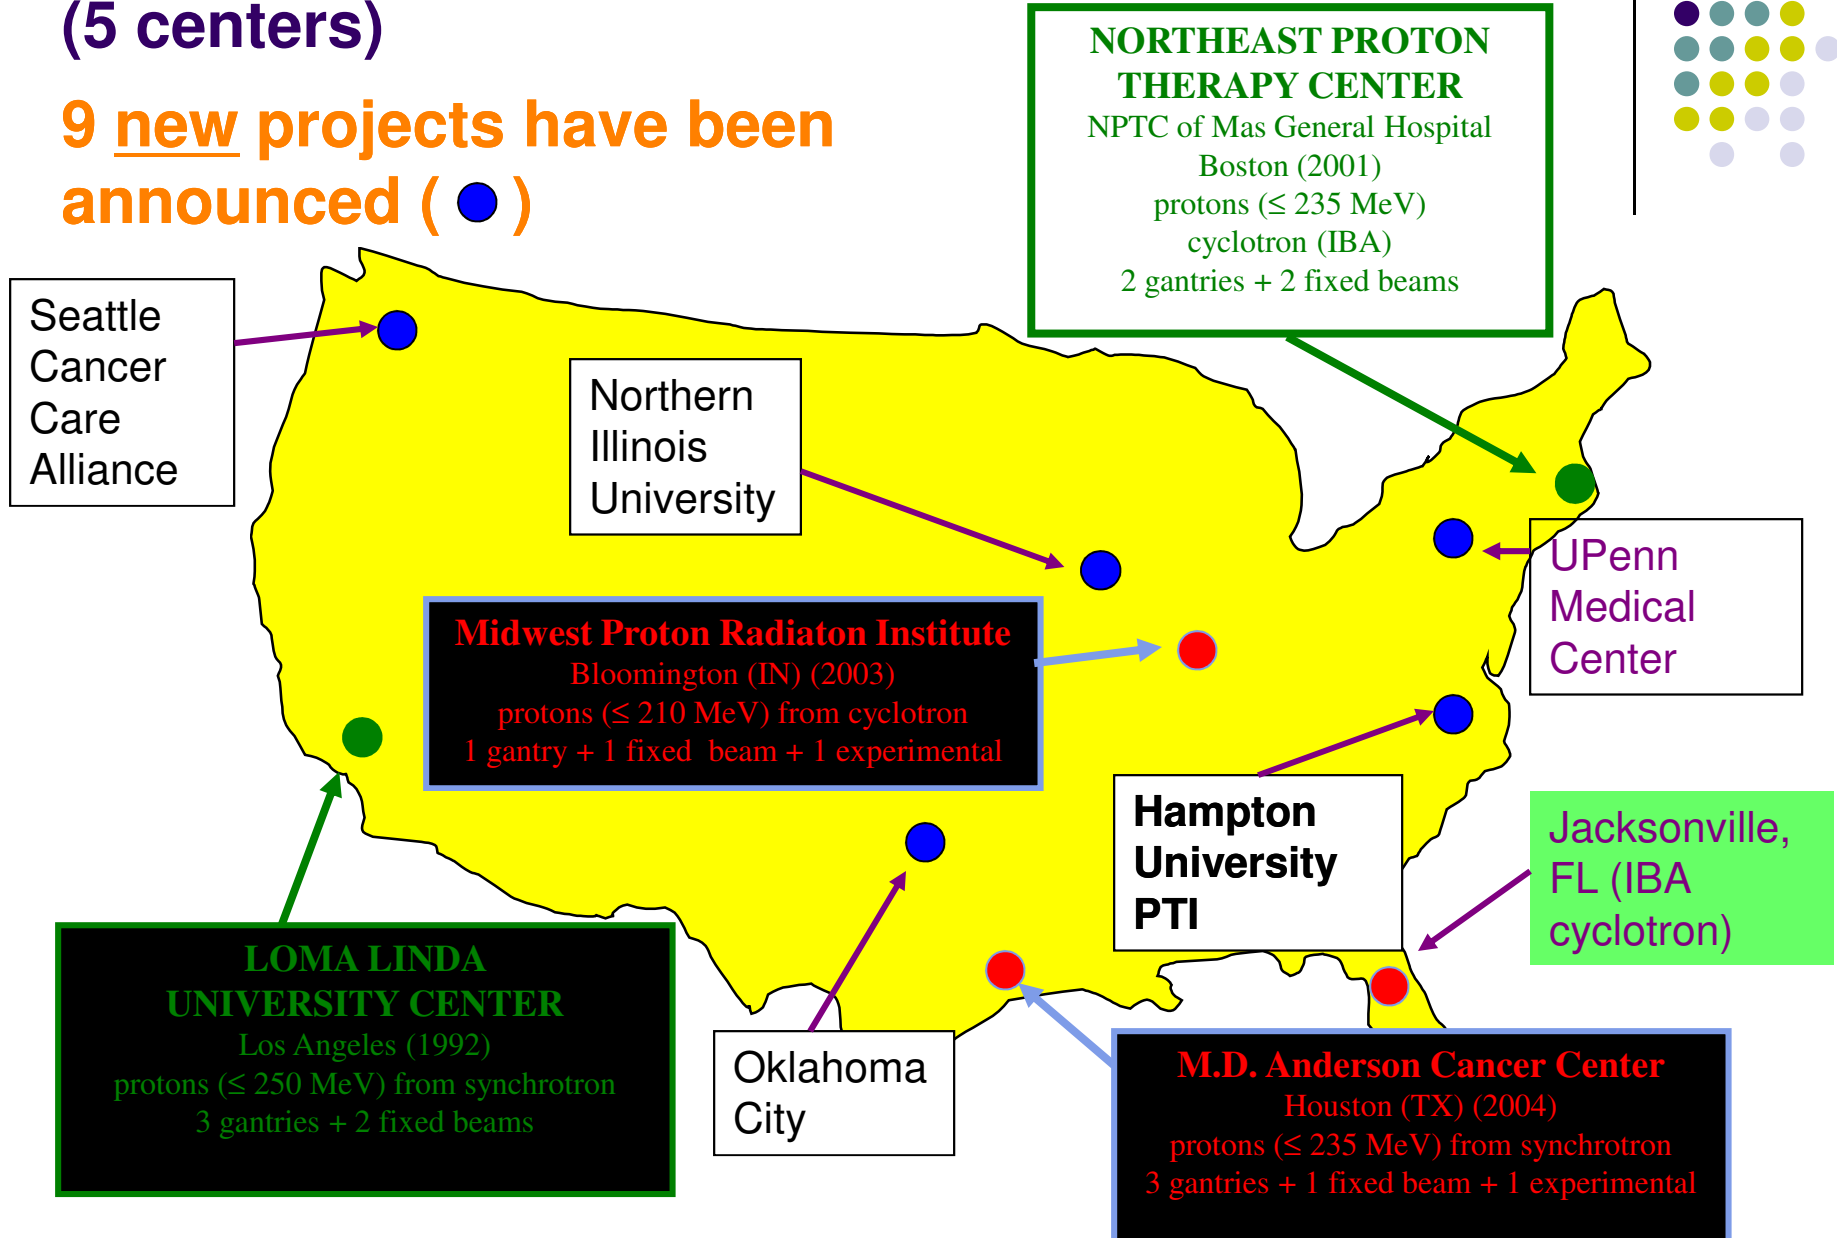 (5 centers)
9 new projects have been
announced ( )
NORTHEAST PROTON
THERAPY CENTER
NPTC of Mas General Hospital
Boston (2001)
protons (≤ 235 MeV)
cyclotron (IBA)
2 gantries + 2 fixed beams
Seattle
Cancer
Care
Alliance
Northern
Illinois
University
UPenn
Medical
Center
Midwest Proton Radiaton Institute
Bloomington (IN) (2003)
protons (≤ 210 MeV) from cyclotron
1 gantry + 1 fixed beam + 1 experimental
Hampton
University
PTI
Jacksonville,
FL (IBA
cyclotron)
LOMA LINDA
UNIVERSITY CENTER
Los Angeles (1992)
protons (≤ 250 MeV) from synchrotron
3 gantries + 2 fixed beams
Oklahoma
City
M.D. Anderson Cancer Center
Houston (TX) (2004)
protons (≤ 235 MeV) from synchrotron
3 gantries + 1 fixed beam + 1 experimental